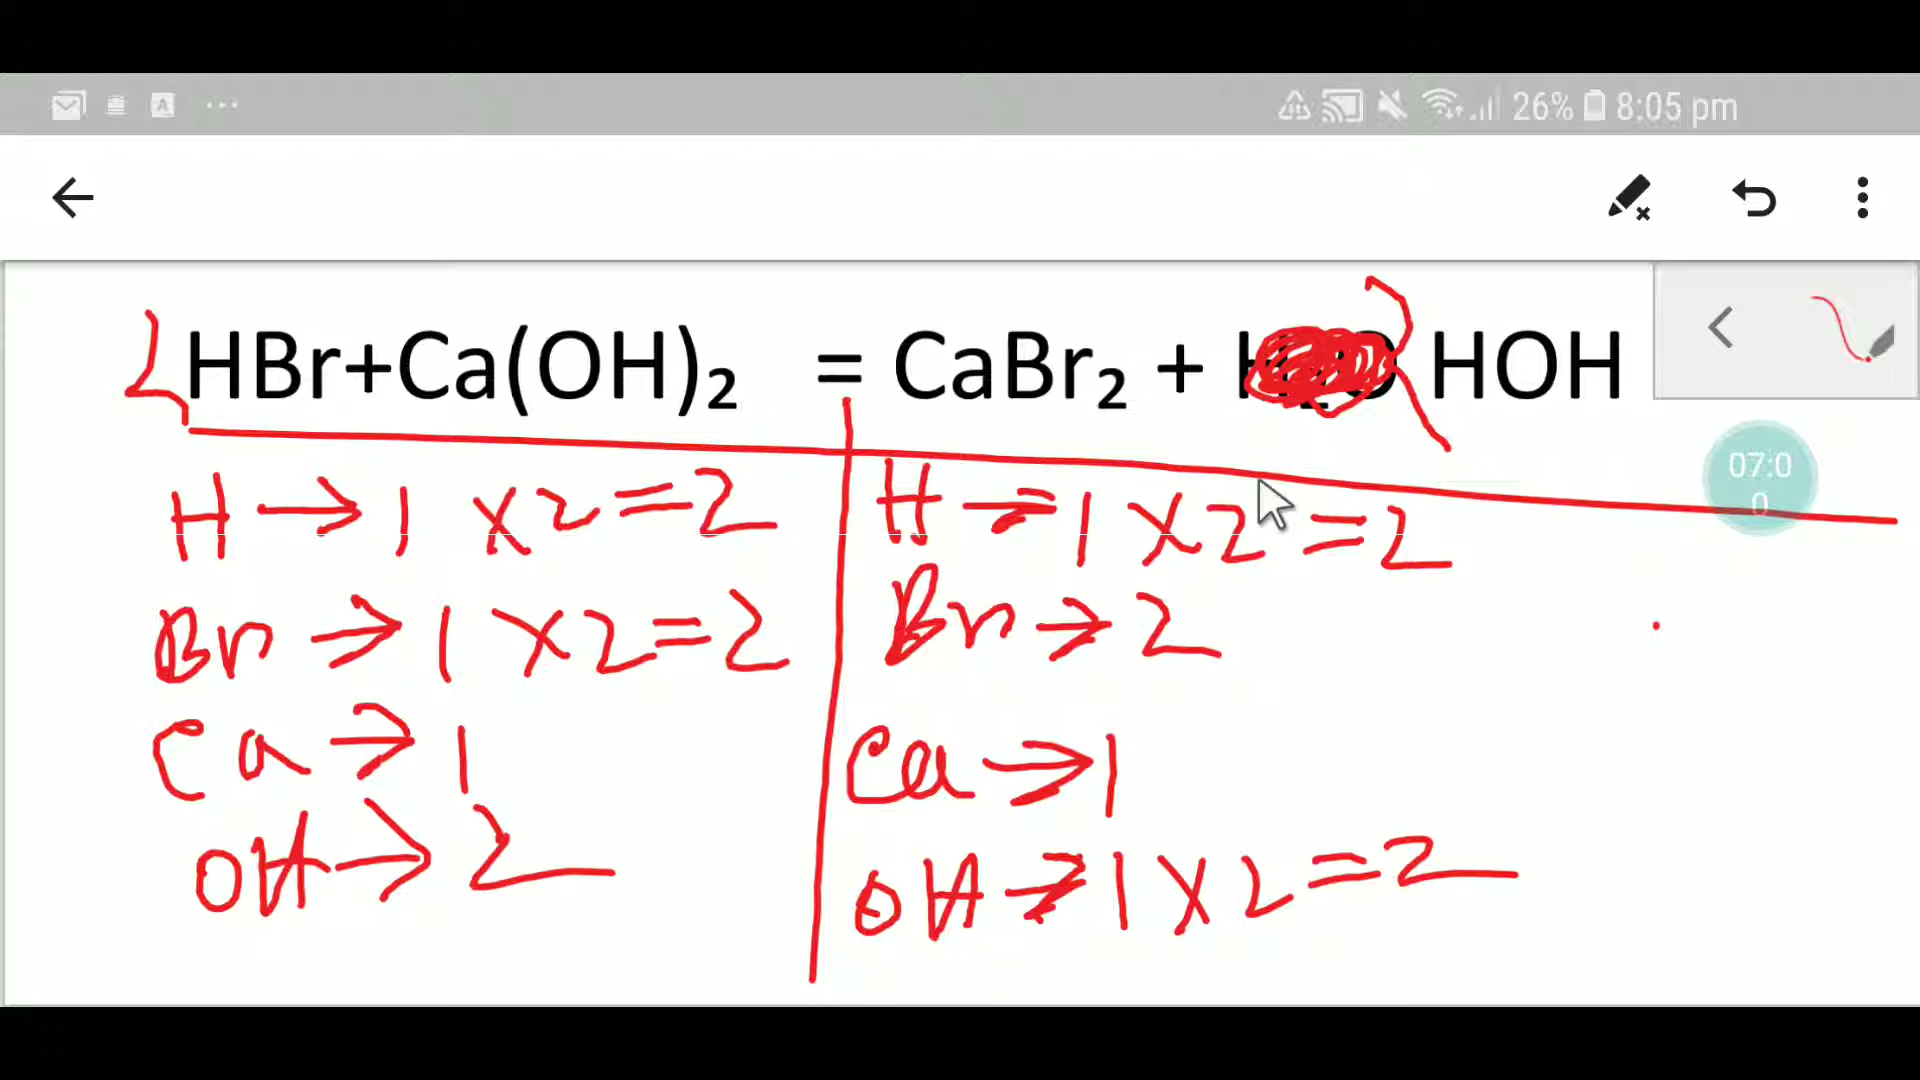 26% 8:05 pm
2HBr+Ca(OH)₂ = CaBr₂ + 2 HOH
07:0
0
H → 1 X2=2 H → 1 X2=2
Br → 1 X2=2 Br → 2
Ca → 1 Ca → 1
OH → 2 OH → 1 X2=2